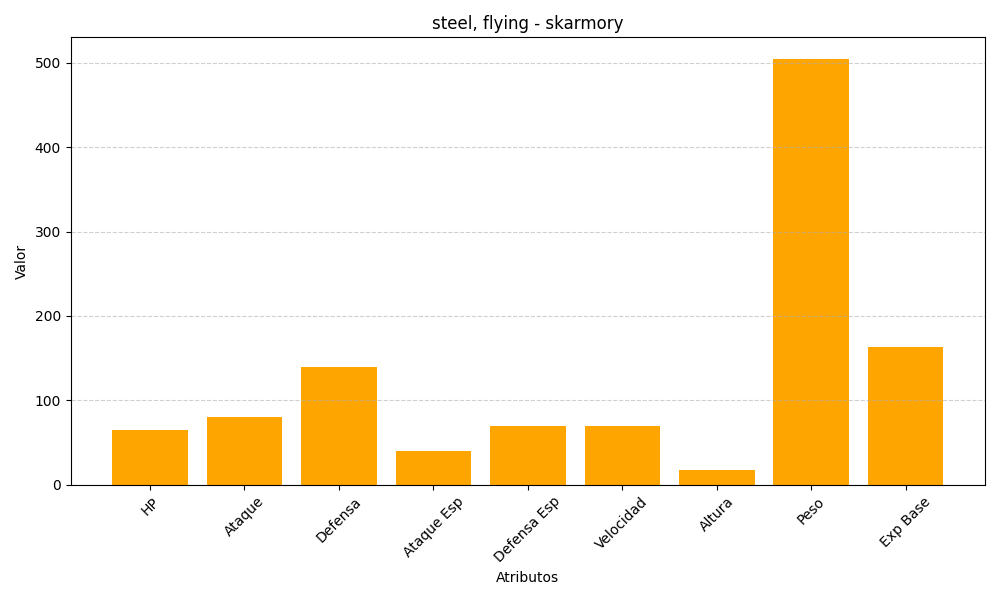 steel, flying - skarmory
Valor
500
400
300
200
100
0
HP
Ataque
Defensa
Ataque Esp
Defensa Esp
Velocidad
Altura
Peso
Exp Base
Atributos